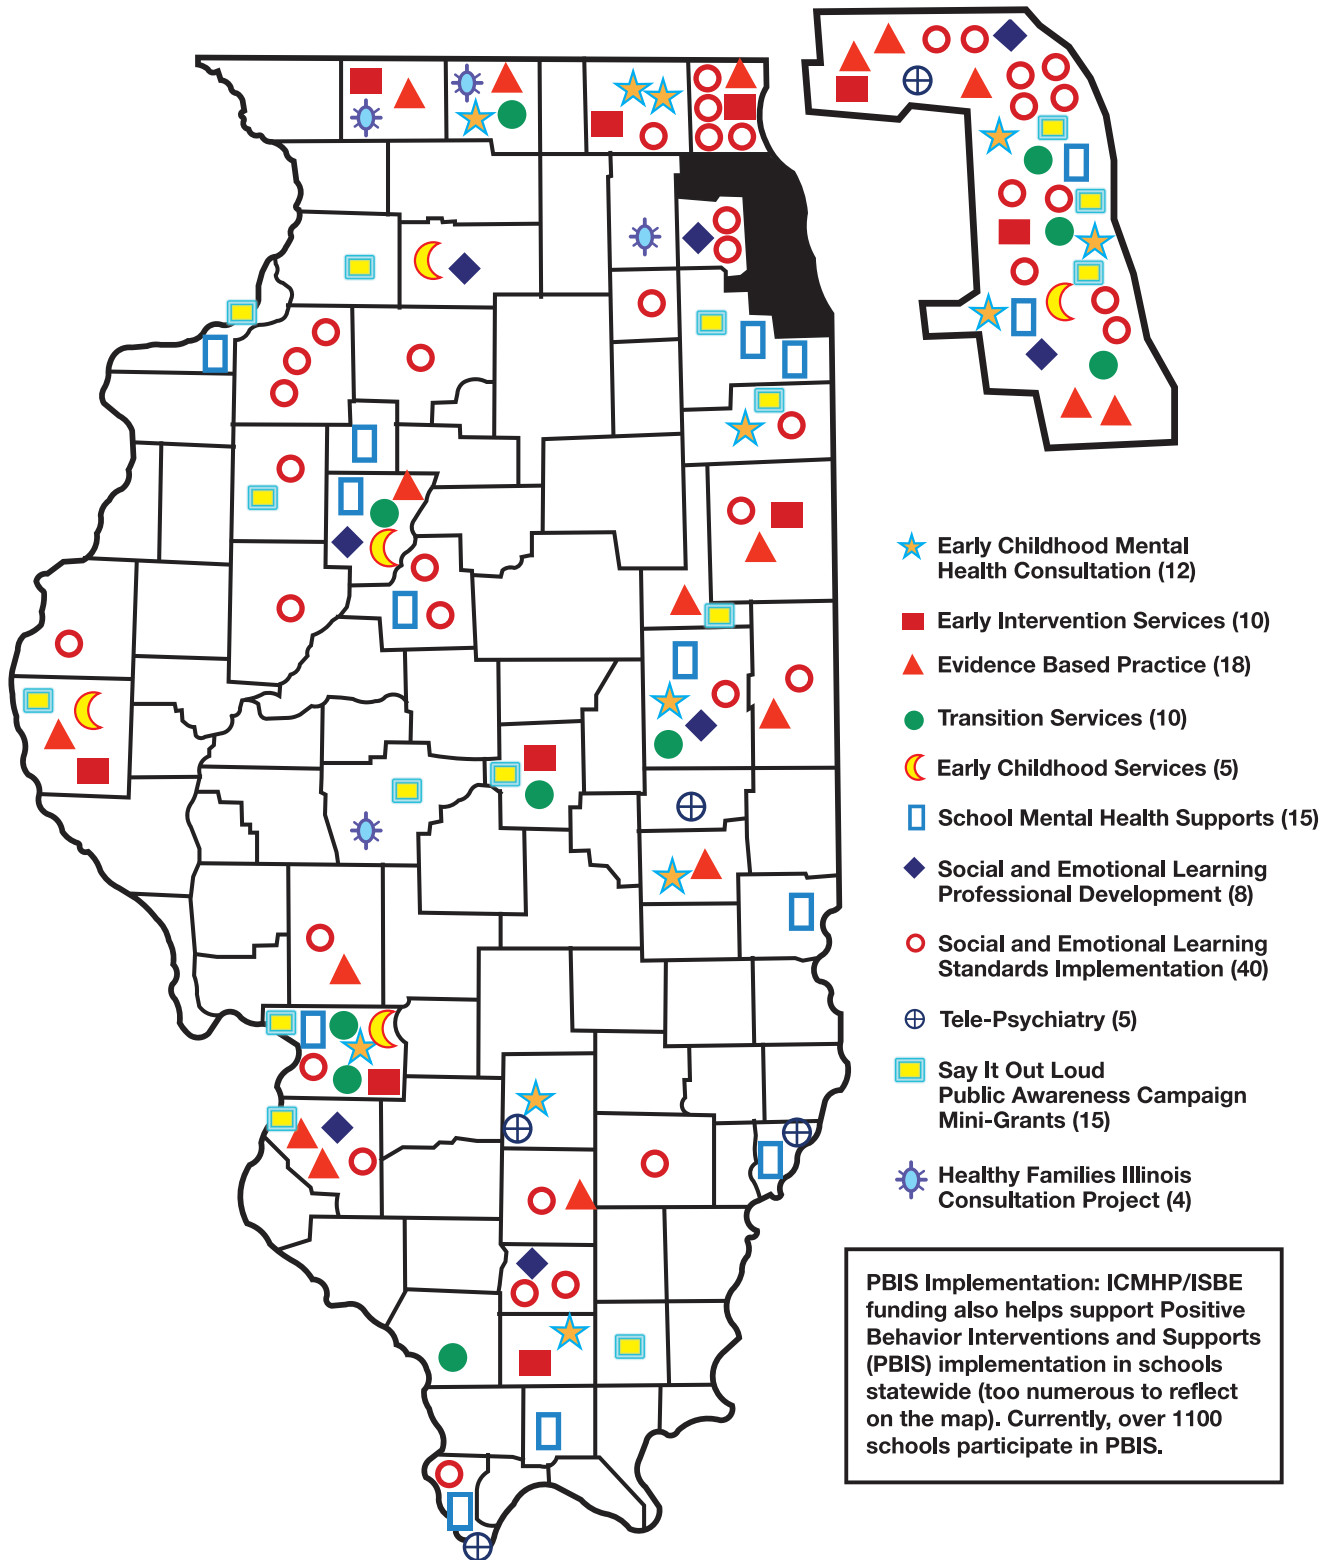 Early Childhood Mental
Health Consultation (12)
Early Intervention Services (10)
Evidence Based Practice (18)
Transition Services (10)
Early Childhood Services (5)
School Mental Health Supports (15)
Social and Emotional Learning
Professional Development (8)
Social and Emotional Learning
Standards Implementation (40)
Tele-Psychiatry (5)
Say It Out Loud
Public Awareness Campaign
Mini-Grants (15)
Healthy Families Illinois
Consultation Project (4)
PBIS Implementation: ICMHP/ISBE
funding also helps support Positive
Behavior Interventions and Supports
(PBIS) implementation in schools
statewide (too numerous to reflect
on the map). Currently, over 1100
schools participate in PBIS.